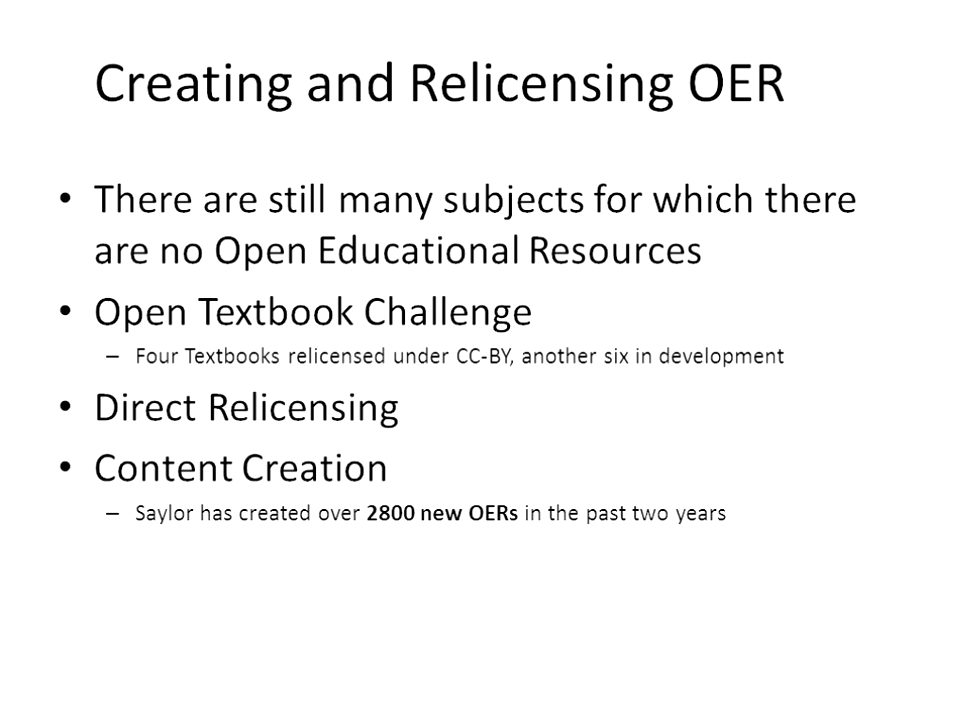 Creating and Relicensing OER
• There are still many subjects for which there
are no Open Educational Resources
• Open Textbook Challenge
– Four Textbooks relicensed under CC-BY, another six in development
• Direct Relicensing
• Content Creation
– Saylor has created over 2800 new OERs in the past two years